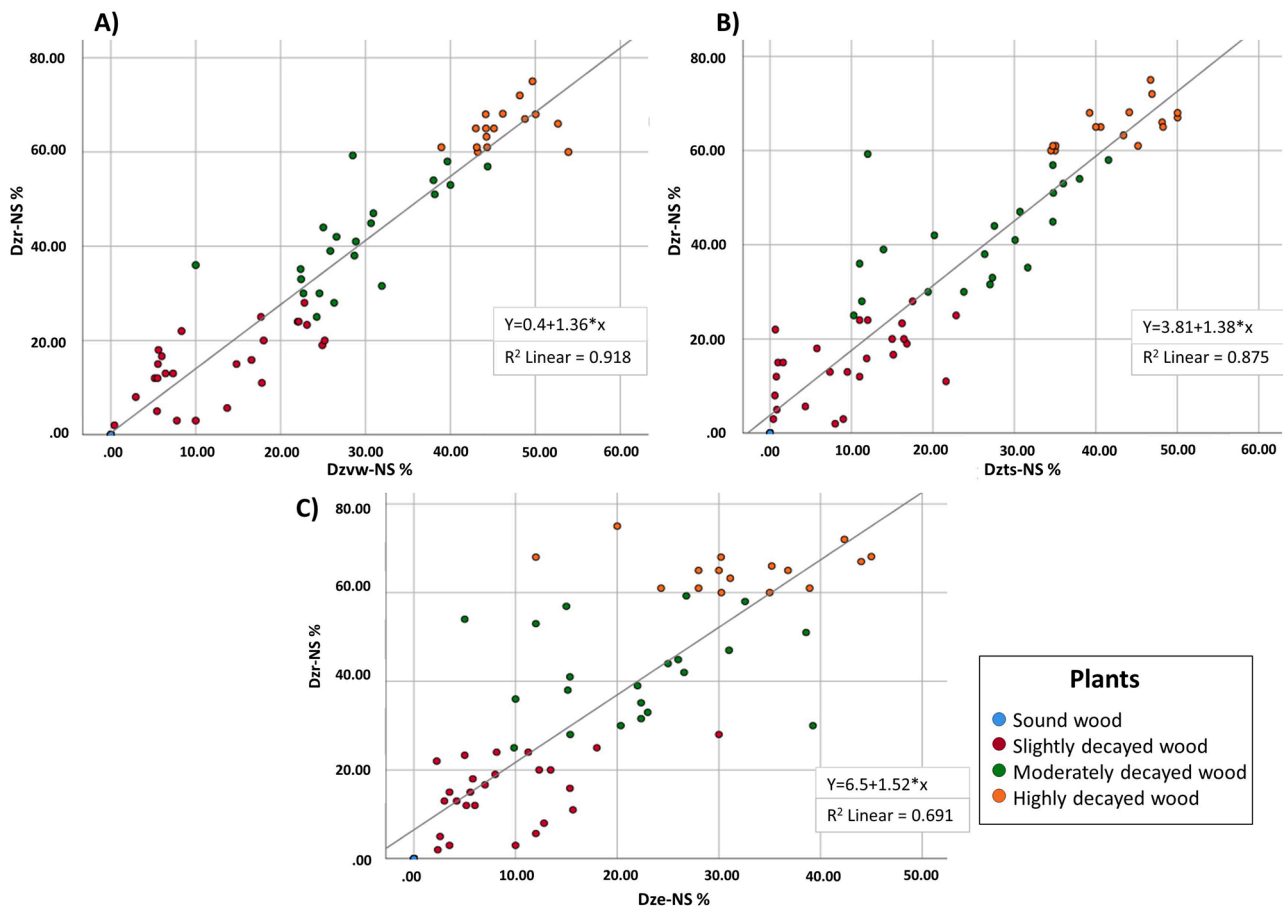 A)
80.00
60.00
40.00
20.00
.00
Dzr-NS %
.00 10.00 20.00 30.00 40.00 50.00 60.00
Dzvw-NS %
Y=0.4+1.36*x
R² Linear = 0.918
B)
80.00
60.00
40.00
20.00
.00
Dzr-NS %
.00 10.00 20.00 30.00 40.00 50.00 60.00
Dzts-NS %
Y=3.81+1.38*x
R² Linear = 0.875
C)
80.00
60.00
40.00
20.00
.00
Dzr-NS %
.00 10.00 20.00 30.00 40.00 50.00
Dze-NS %
Y=6.5+1.52*x
R² Linear = 0.691
Plants
Sound wood
Slightly decayed wood
Moderately decayed wood
Highly decayed wood